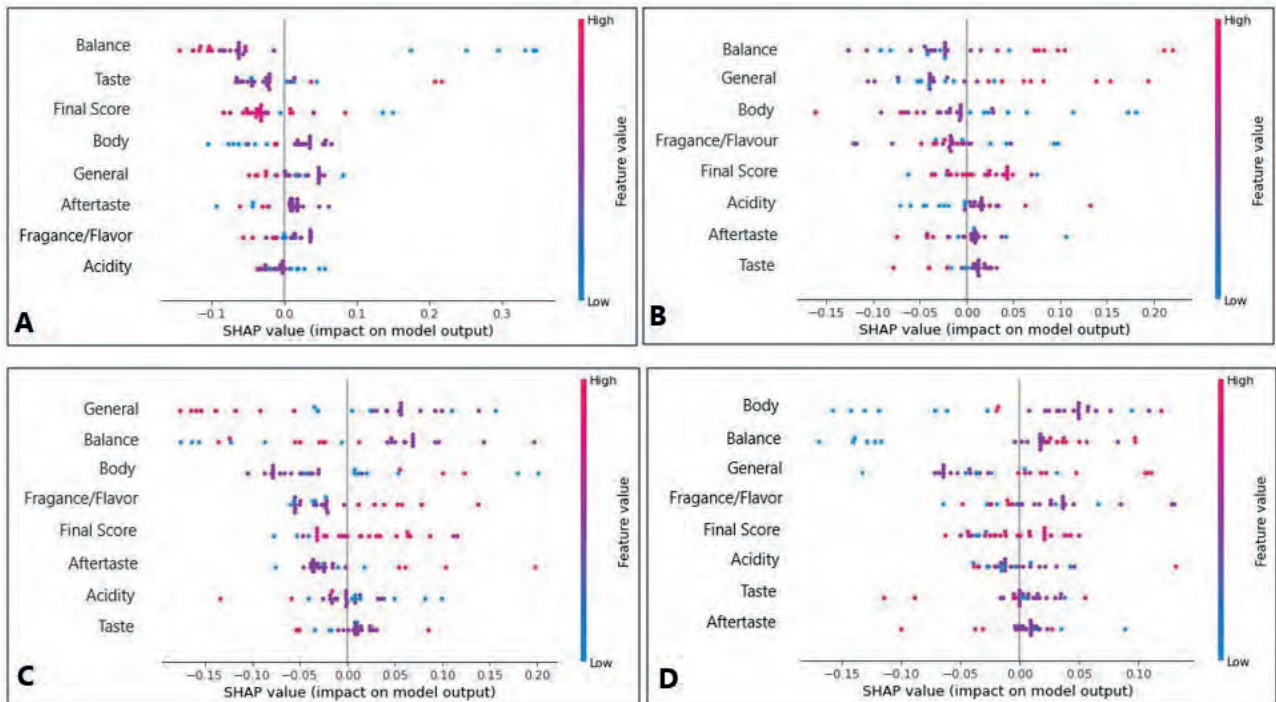 High
Balance
Taste
Final Score
Body
General
Aftertaste
Fragance/Flavor
Acidity
Feature value
Low
−0.1 0.0 0.1 0.2 0.3
SHAP value (impact on model output)
A
High
Balance
General
Body
Fragance/Flavour
Final Score
Acidity
Aftertaste
Taste
Feature value
Low
−0.15 −0.10 −0.05 0.00 0.05 0.10 0.15 0.20
SHAP value (impact on model output)
B
High
General
Balance
Body
Fragance/Flavor
Final Score
Aftertaste
Acidity
Taste
Feature value
Low
−0.15 −0.10 −0.05 0.00 0.05 0.10 0.15 0.20
SHAP value (impact on model output)
C
High
Body
Balance
General
Fragance/Flavor
Final Score
Acidity
Taste
Aftertaste
Feature value
Low
−0.15 −0.10 −0.05 0.00 0.05 0.10
SHAP value (impact on model output)
D